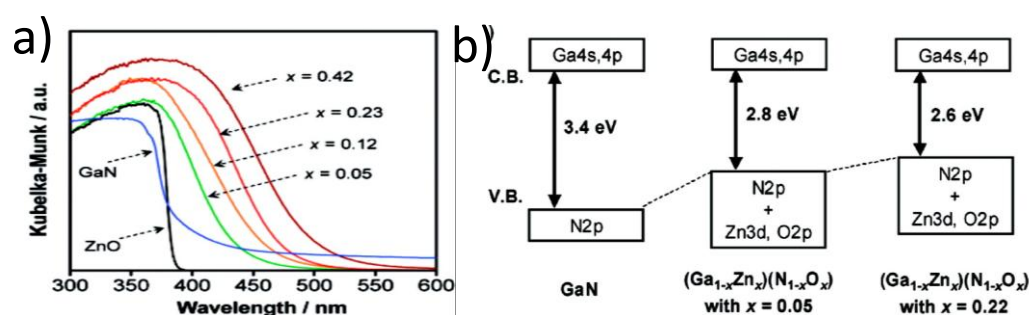 a)
Kubelka-Munk / a.u.
x = 0.42
x = 0.23
x = 0.12
x = 0.05
GaN
ZnO
300 350 400 450 500 550 600
Wavelength / nm
b)
Ga4s,4p Ga4s,4p Ga4s,4p
C.B.
3.4 eV 2.8 eV 2.6 eV
V.B.
N2p
N2p
+
Zn3d, O2p
N2p
+
Zn3d, O2p
GaN
(Ga₁₋ₓZnₓ)(N₁₋ₓOₓ)
with x = 0.05
(Ga₁₋ₓZnₓ)(N₁₋ₓOₓ)
with x = 0.22